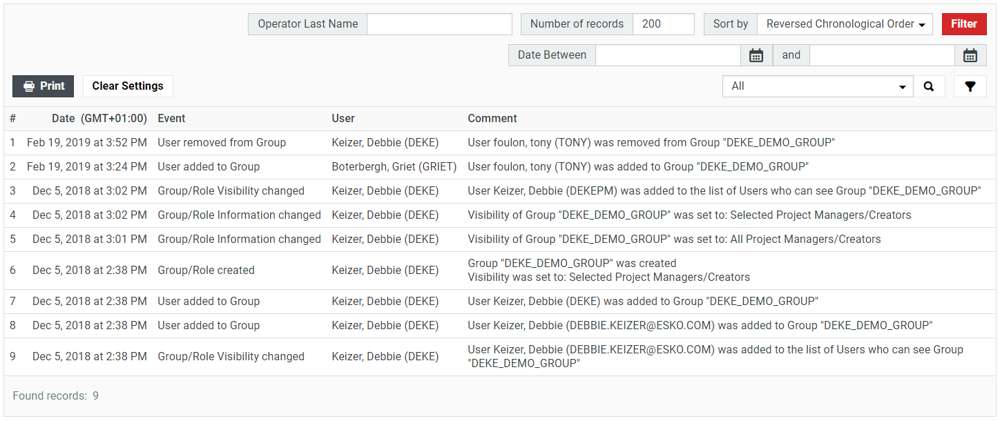 Operator Last Name Number of records 200 Sort by Reversed Chronological Order Filter
Date Between and
Print Clear Settings All
# Date (GMT+01:00) Event User Comment
1 Feb 19, 2019 at 3:52 PM User removed from Group Keizer, Debbie (DEKE) User foulon, tony (TONY) was removed from Group "DEKE_DEMO_GROUP"
2 Feb 19, 2019 at 3:24 PM User added to Group Boterbergh, Griet (GRIET) User foulon, tony (TONY) was added to Group "DEKE_DEMO_GROUP"
3 Dec 5, 2018 at 3:02 PM Group/Role Visibility changed Keizer, Debbie (DEKE) User Keizer, Debbie (DEKEPM) was added to the list of Users who can see Group "DEKE_DEMO_GROUP"
4 Dec 5, 2018 at 3:02 PM Group/Role Information changed Keizer, Debbie (DEKE) Visibility of Group "DEKE_DEMO_GROUP" was set to: Selected Project Managers/Creators
5 Dec 5, 2018 at 3:01 PM Group/Role Information changed Keizer, Debbie (DEKE) Visibility of Group "DEKE_DEMO_GROUP" was set to: All Project Managers/Creators
6 Dec 5, 2018 at 2:38 PM Group/Role created Keizer, Debbie (DEKE) Group "DEKE_DEMO_GROUP" was created
Visibility was set to: Selected Project Managers/Creators
7 Dec 5, 2018 at 2:38 PM User added to Group Keizer, Debbie (DEKE) User Keizer, Debbie (DEKE) was added to Group "DEKE_DEMO_GROUP"
8 Dec 5, 2018 at 2:38 PM User added to Group Keizer, Debbie (DEKE) User Keizer, Debbie (DEBBIE.KEIZER@ESKO.COM) was added to Group "DEKE_DEMO_GROUP"
9 Dec 5, 2018 at 2:38 PM Group/Role Visibility changed Keizer, Debbie (DEKE) User Keizer, Debbie (DEBBIE.KEIZER@ESKO.COM) was added to the list of Users who can see Group
"DEKE_DEMO_GROUP"
Found records: 9